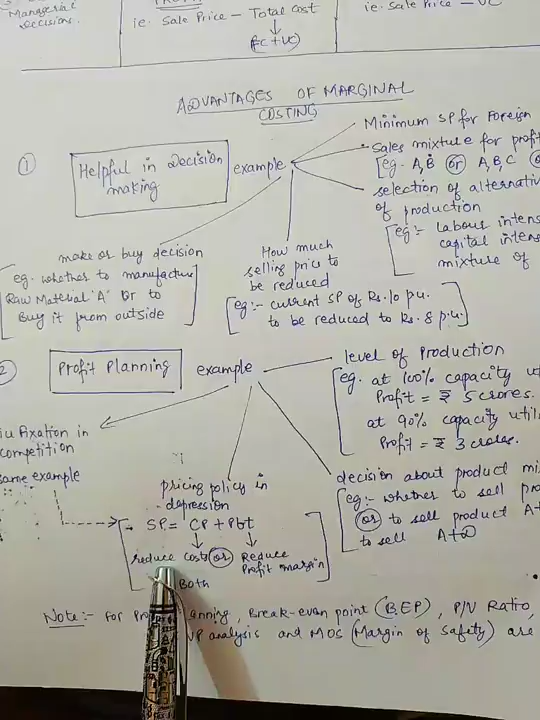 Managerial
Decisions.
ie. Sale Price – Total Cost
↓
(FC + VC)
ie. Sale Price – VC
ADVANTAGES OF MARGINAL
COSTING
① Helpful in Decision
making
example
Minimum SP for Foreign
Sales mixture for profit
[eg. A, B (or) A, B, C
selection of alternativ
of production
[eg:- Labour intens
capital intens
mixture of
make or buy decision
[eg. whether to manufacture
Raw Material 'A' Or to
Buy it from outside]
How much
selling price to
be reduced
[eg:- current SP of Rs.10 p.u.
to be reduced to Rs. 8 p.u.]
② Profit Planning
example
level of Production
[eg. at 100% capacity ut
Profit = ₹ 5 crores.
at 90% capacity util
Profit = ₹ 3 crores.
Fixation in
competition
same example
pricing policy in
depression
SP = CP + Pbt
↓ ↓
reduce cost (or) Reduce
Profit margin
Both
decision about product mi
[eg:- whether to sell pro
(or) to sell product A+
to sell A+
Note:- For Planning, Break-even point (BEP), P/V Ratio,
analysis and MOS (Margin of Safety) are